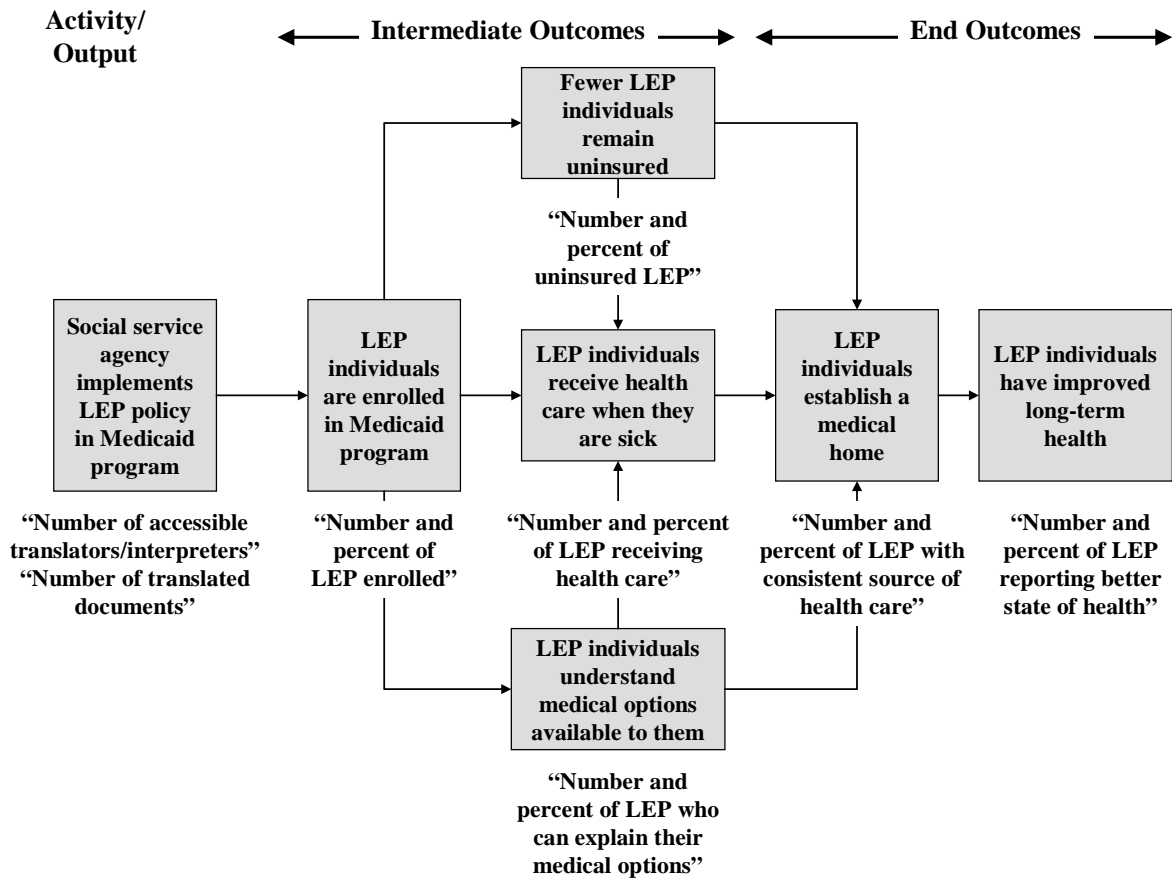 Activity/
Output
Intermediate Outcomes
End Outcomes
Fewer LEP
individuals
remain
uninsured
“Number and
percent of
uninsured LEP”
Social service
agency
implements
LEP policy
in Medicaid
program
LEP
individuals
are enrolled
in Medicaid
program
LEP individuals
receive health
care when they
are sick
LEP
individuals
establish a
medical
home
LEP individuals
have improved
long-term
health
“Number of accessible
translators/interpreters”
“Number of translated
documents”
“Number and
percent of
LEP enrolled”
“Number and percent
of LEP receiving
health care”
“Number and
percent of LEP with
consistent source of
health care”
“Number and
percent of LEP
reporting better
state of health”
LEP individuals
understand
medical options
available to them
“Number and
percent of LEP who
can explain their
medical options”